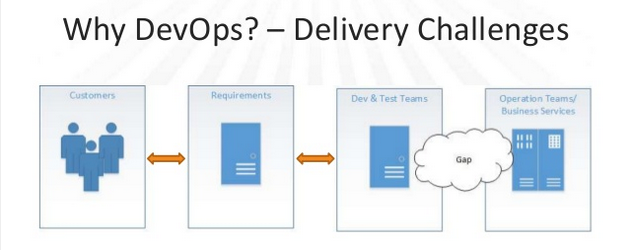 Why DevOps? – Delivery Challenges
Customers
Requirements
Dev & Test Teams
Operation Teams/
Business Services
Gap